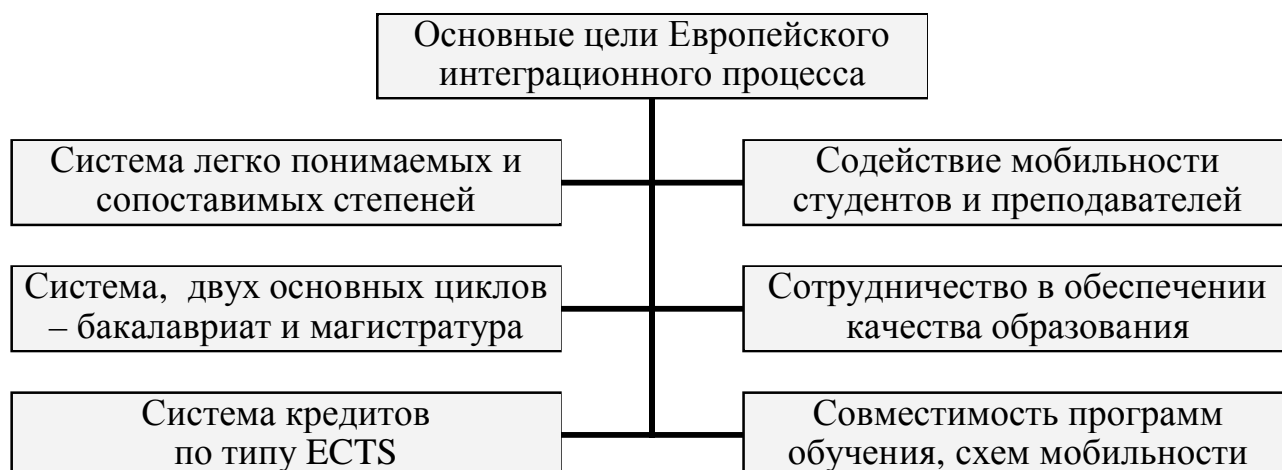 Основные цели Европейского
интеграционного процесса
Система легко понимаемых и
сопоставимых степеней
Содействие мобильности
студентов и преподавателей
Система, двух основных циклов
– бакалавриат и магистратура
Сотрудничество в обеспечении
качества образования
Система кредитов
по типу ECTS
Совместимость программ
обучения, схем мобильности